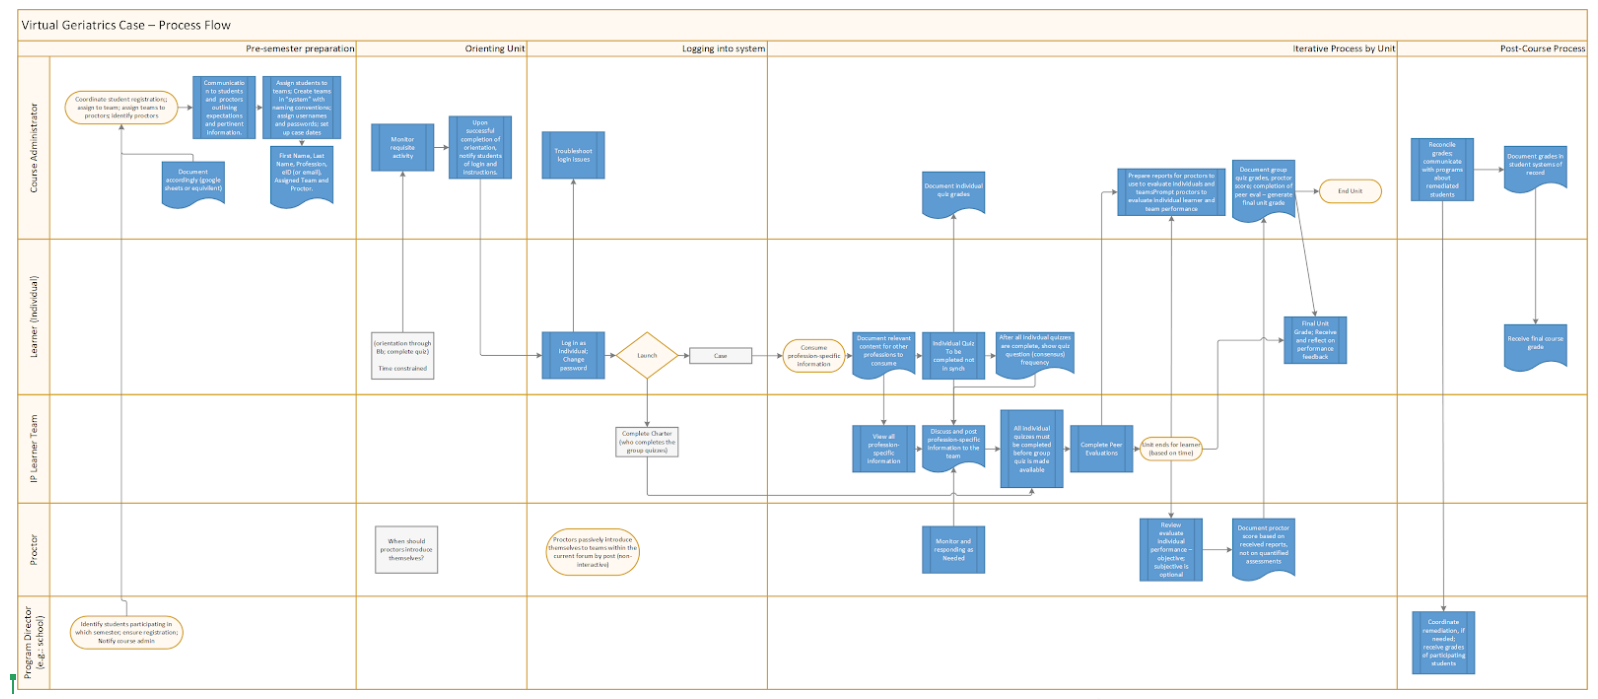 Virtual Geriatrics Case – Process Flow
Pre-semester preparation
Orienting Unit
Logging into system
Iterative Process by Unit
Post-Course Process
Course Administrator
Coordinate student registration;
assign to team; assign teams to
proctors; identify proctors
Communicatio
n to students
and proctors
outlining
expectations
and pertinent
information.
Assign students to
teams; Create teams
in "system" with
naming conventions;
assign usernames
and passwords; set
up case dates
Document
accordingly (google
sheets or equivilent)
First Name, Last
Name, Profession,
eID (or email),
Assigned Team and
Proctor.
Monitor
requisite
activity
Upon
successful
completion of
orientation,
notify students
of login and
instructions.
Troubleshoot
login issues
Document individual
quiz grades
Prepare reports for proctors to
use to evaluate individuals and
teamsPrompt proctors to
evaluate individual learner and
team performance
Document group
quiz grades, proctor
score; completion of
peer eval – generate
final unit grade
End Unit
Reconcile
grades;
communicate
with programs
about
remediated
students
Document grades in
student systems of
record
Learner (Individual)
(orientation through
Bb; complete quiz)
Time constrained
Log in as
Individual;
Change
password
Launch
Case
Consume
profession-specific
information
Document relevant
content for other
professions to
consume
Individual Quiz
To be
completed not
in synch
After all individual quizzes
are complete, show quiz
question (consensus)
frequency
Final Unit
Grade; Receive
and reflect on
performance
feedback
Receive final course
grade
IP Learner Team
Complete Charter
(who completes the
group quizzes)
View all
profession-
specific
information
Discuss and post
profession-specific
information to the
team
All individual
quizzes must
be completed
before group
quiz is made
available
Complete Peer
Evaluations
Unit ends for learner
(based on time)
Proctor
When should
proctors introduce
themselves?
Proctors passively introduce
themselves to teams within the
current forum by post (non-
interactive)
Monitor and
responding as
Needed
Review
evaluate
individual
performance –
objective;
subjective is
optional
Document proctor
score based on
received reports,
not on quantified
assessments
Program Director
(e.g.: school)
Identify students participating in
which semester; ensure registration;
Notify course admin
Coordinate
remediation, if
needed;
receive grades
of participating
students